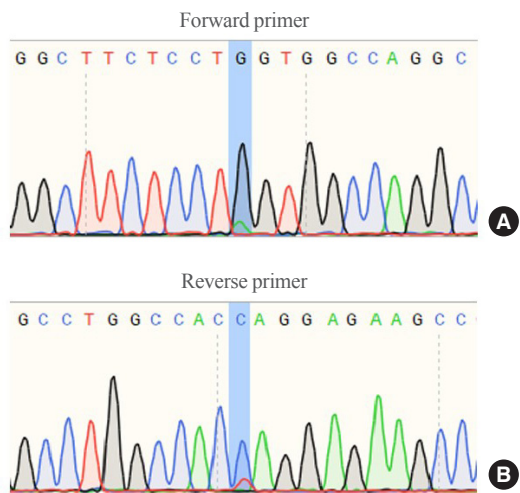 Forward primer
G G C T T C T C C T G G T G G C C A G G C
A
Reverse primer
G C C T G G C C A C C A G G A G A A G C C
B